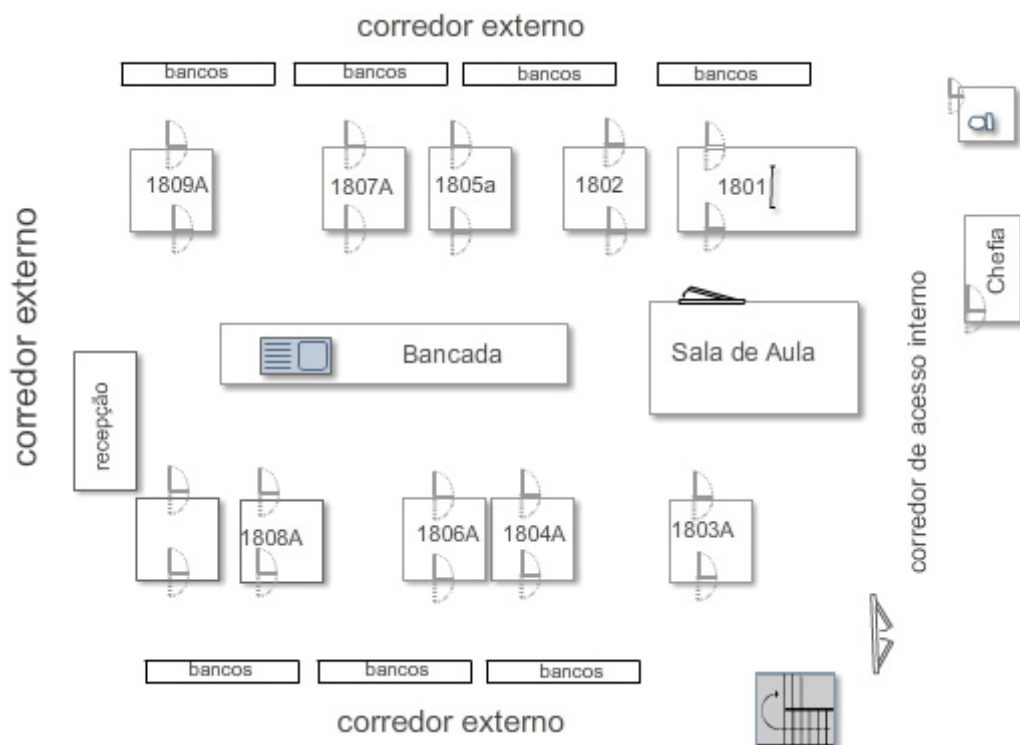 corredor externo
bancos
bancos
bancos
bancos
1809A
1807A
1805a
1802
1801
corredor externo
Chefia
corredor de acesso interno
Bancada
Sala de Aula
recepção
1808A
1806A
1804A
1803A
bancos
bancos
bancos
corredor externo